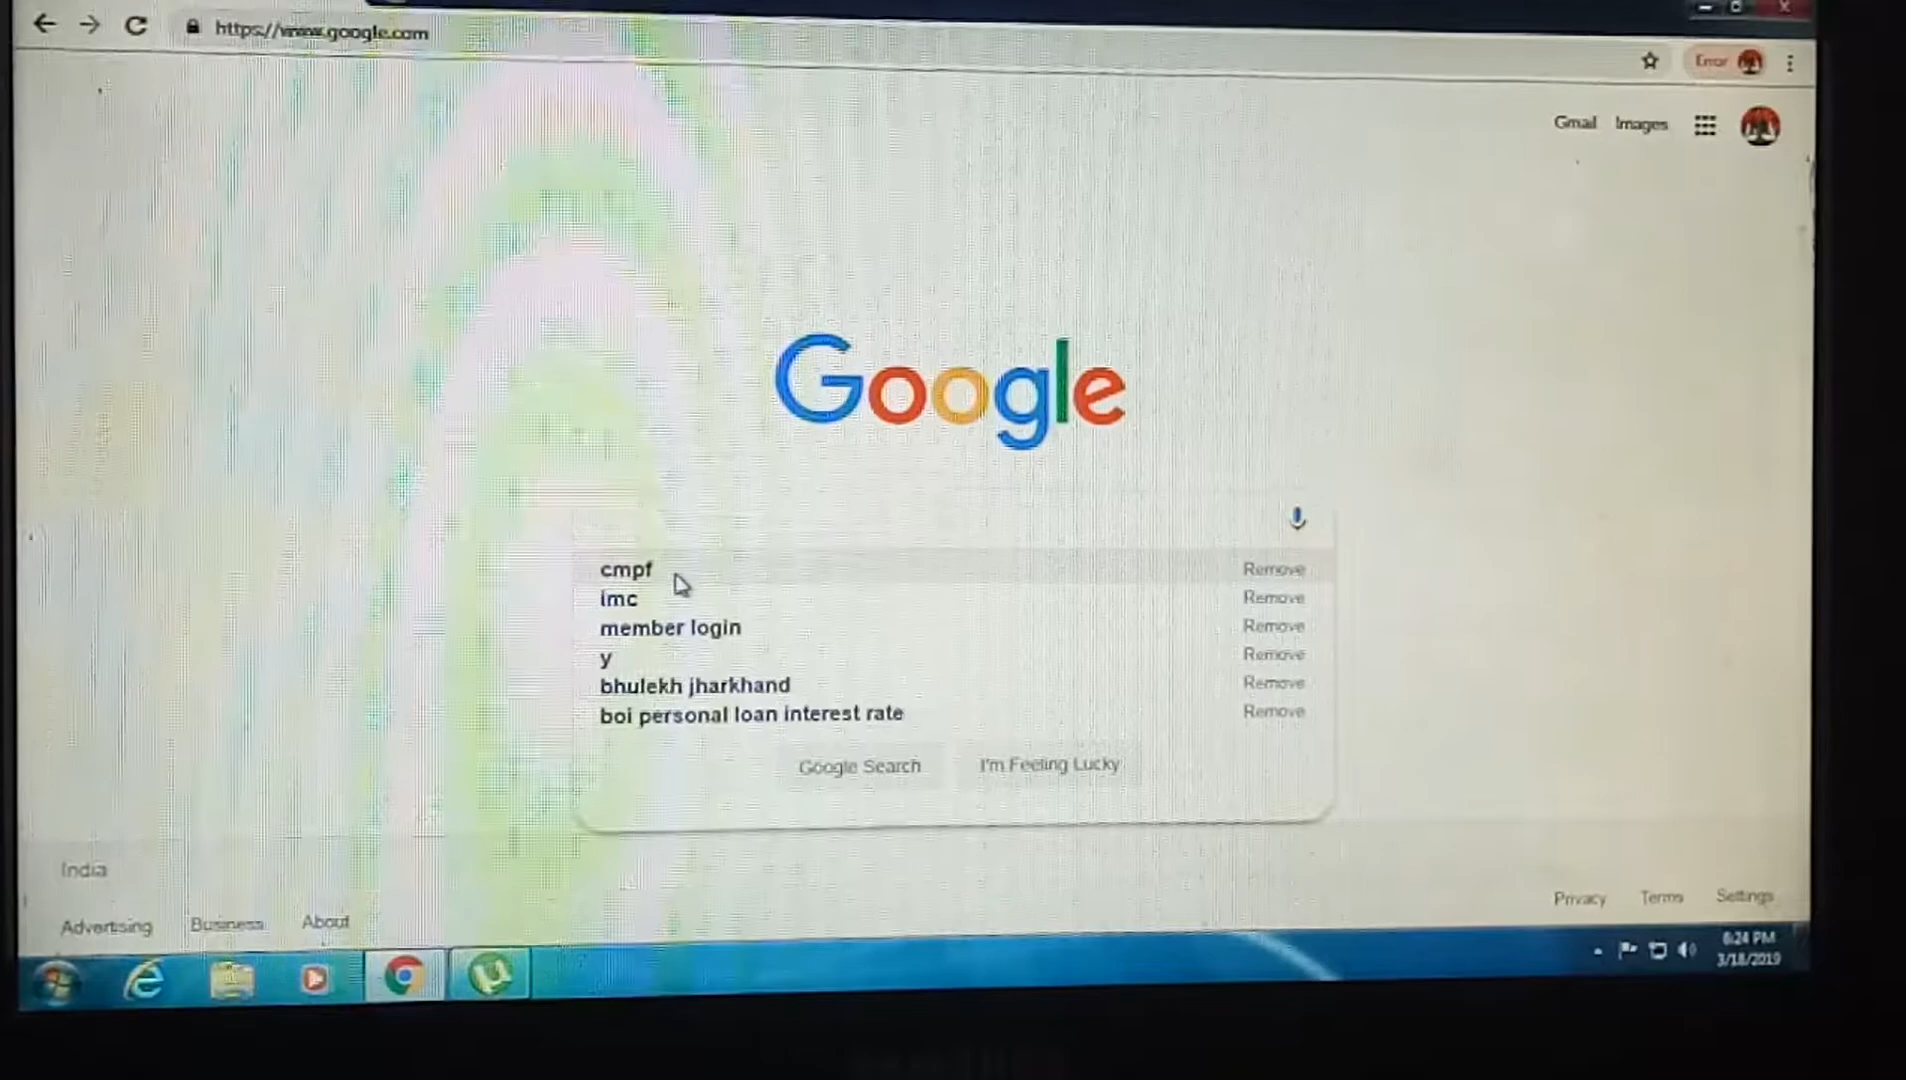 https://www.google.com
Error
Gmail Images
Google
cmpf Remove
imc Remove
member login Remove
y Remove
bhulekh jharkhand Remove
boi personal loan interest rate Remove
Google Search I'm Feeling Lucky
India
Advertising Business About
Privacy Terms Settings
6:24 PM
3/18/2019